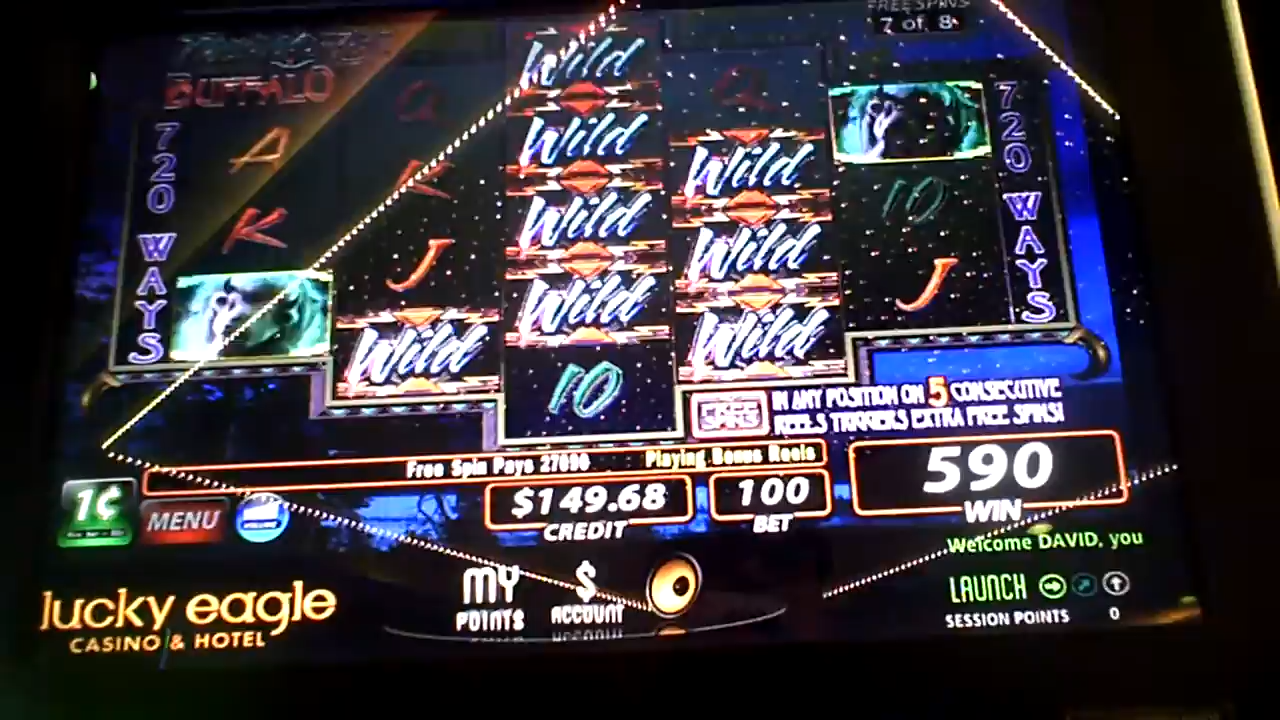 FREE SPINS
7 of 8
BUFFALO
720 WAYS
A
K
Q
K
J
Wild
Wild
Wild
Wild
Wild
10
Q
Wild
Wild
Wild
10
J
720 WAYS
FREE SPINS
IN ANY POSITION ON 5 CONSECUTIVE
REELS TRIGGERS EXTRA FREE SPINS!
Playing Bonus Reels
1¢
MENU
VOLUME
$149.68
CREDIT
100
BET
590
WIN
Welcome DAVID, you
lucky eagle
CASINO & HOTEL
MY
POINTS
$
ACCOUNT
LAUNCH
SESSION POINTS 0